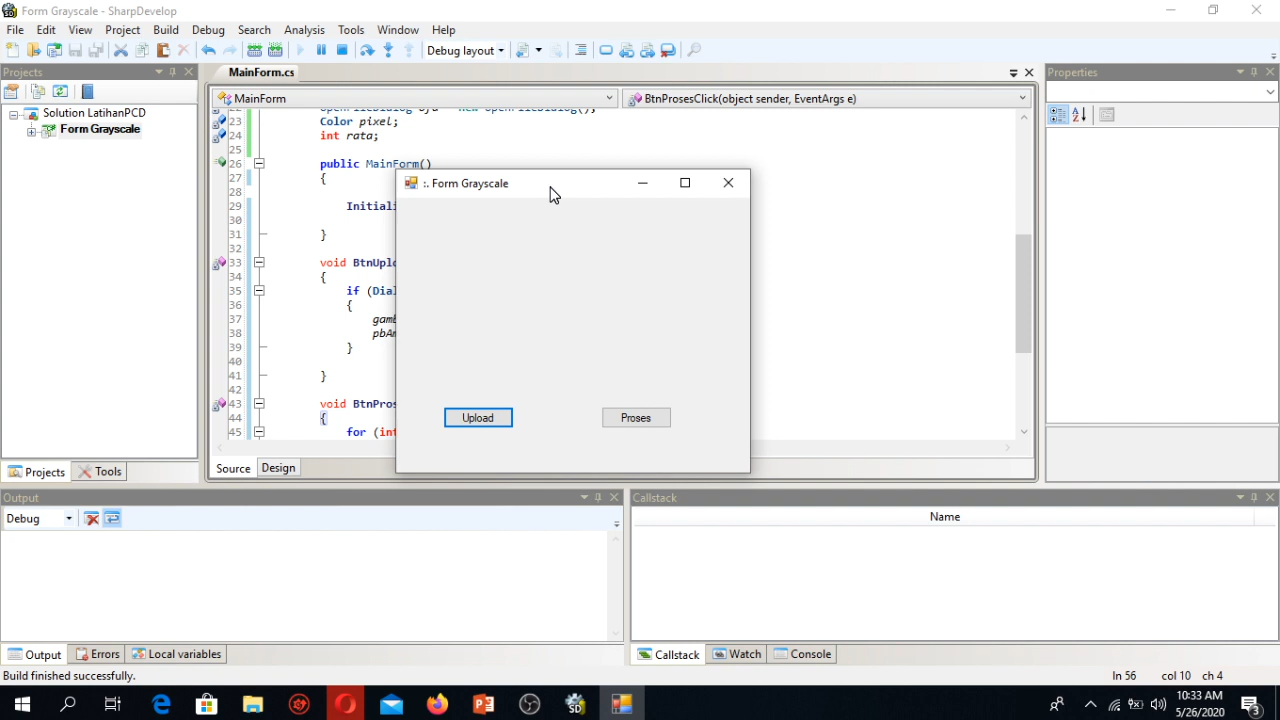 Form Grayscale - SharpDevelop
File Edit View Project Build Debug Search Analysis Tools Window Help
Debug layout
Projects
MainForm.cs
Properties
MainForm
BtnProsesClick(object sender, EventArgs e)
Solution LatihanPCD
Form Grayscale
23 Color pixel;
24 int rata;
25
26 public MainForm()
27 {
28
29 Initiali
30
31 }
32
33 void BtnUplo
34 {
35 if (Dial
36 {
37 gamb
38 pbAm
39 }
40
41 }
42
43 void BtnPros
44 {
45 for (int
:. Form Grayscale
Upload
Proses
Projects Tools
Source Design
Output
Callstack
Debug
Name
Output Errors Local variables
Callstack Watch Console
Build finished successfully.
ln 56 col 10 ch 4
10:33 AM
5/26/2020
3